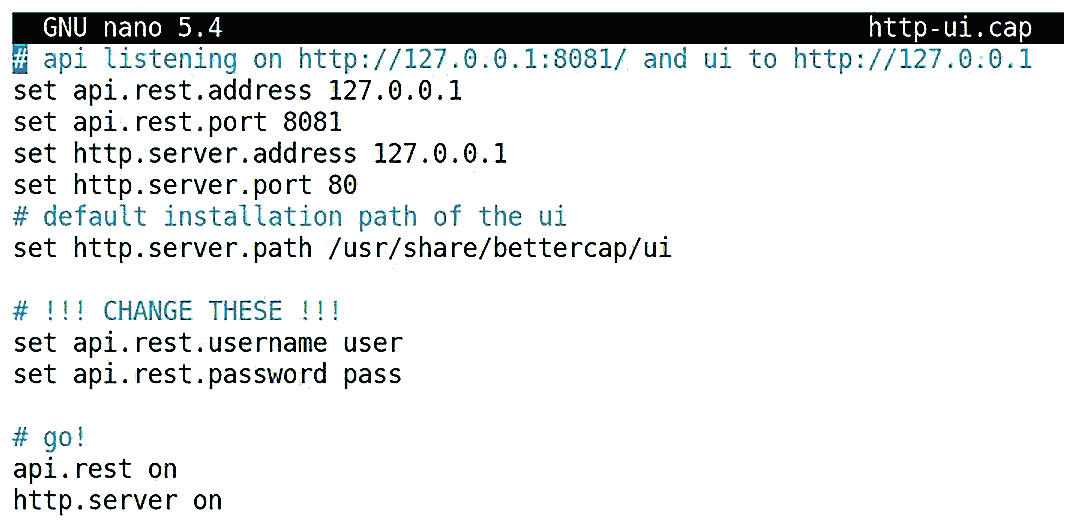 GNU nano 5.4 http-ui.cap
# api listening on http://127.0.0.1:8081/ and ui to http://127.0.0.1
set api.rest.address 127.0.0.1
set api.rest.port 8081
set http.server.address 127.0.0.1
set http.server.port 80
# default installation path of the ui
set http.server.path /usr/share/bettercap/ui
# !!! CHANGE THESE !!!
set api.rest.username user
set api.rest.password pass
# go!
api.rest on
http.server on